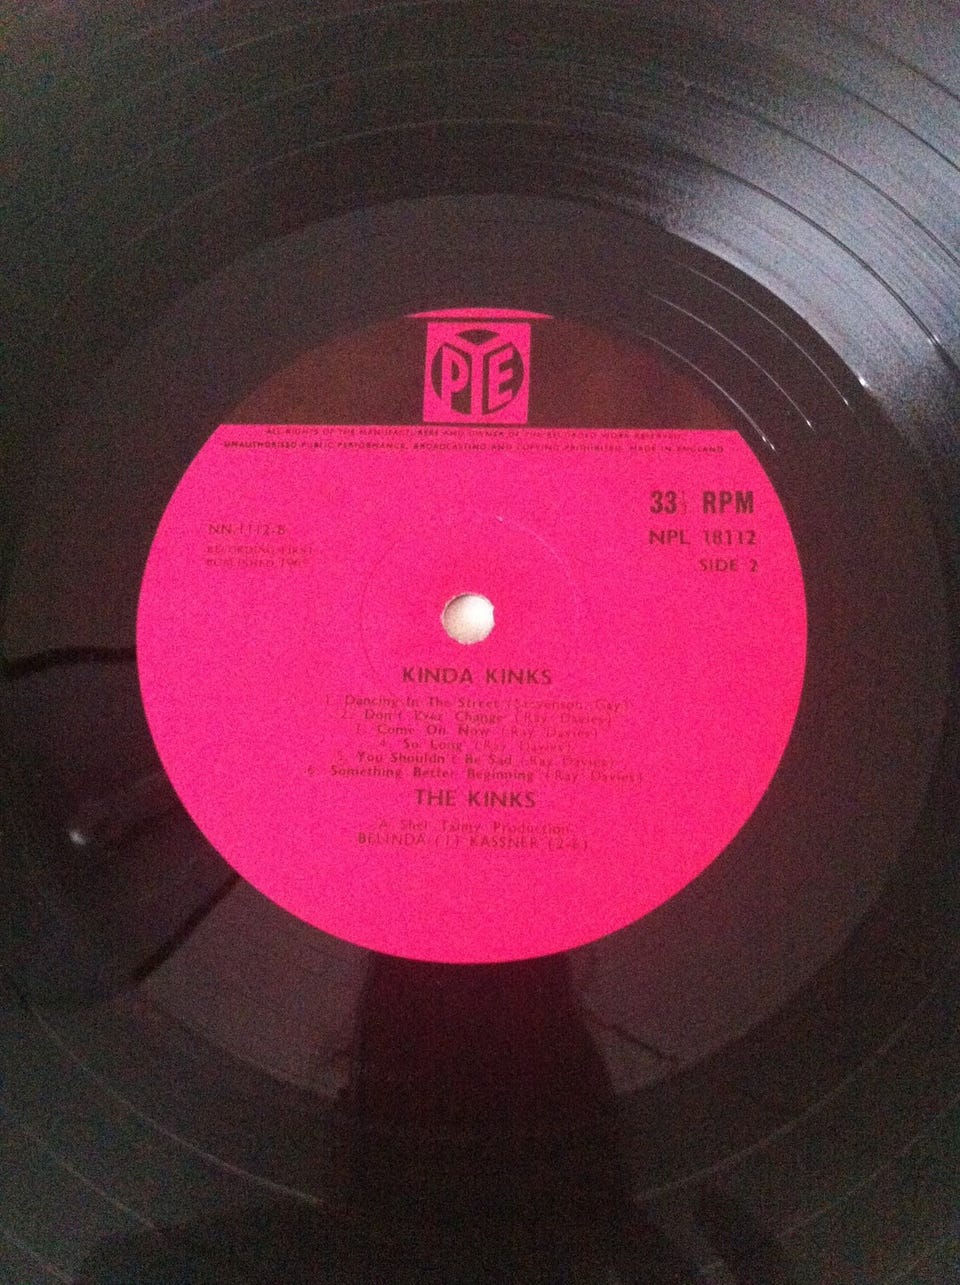 PYE
ALL RIGHTS OF THE MANUFACTURERS AND OWNER OF THE RECORDED WORK RESERVED
UNAUTHORISED PUBLIC PERFORMANCE, BROADCASTING AND COPYING PROHIBITED. MADE IN ENGLAND
33⅓ RPM
NN.1112-B
NPL 18112
RECORDING FIRST
PUBLISHED
SIDE 2
KINDA KINKS
1. Dancing In The Street (Stevenson, Gay)
2. Don't Ever Change (Ray Davies)
3. Come On Now (Ray Davies)
4. So Long (Ray Davies)
5. You Shouldn't Be Sad (Ray Davies)
6. Something Better Beginning (Ray Davies)
THE KINKS
A Shel Talmy Production
BELINDA (1) KASSNER (2-6)